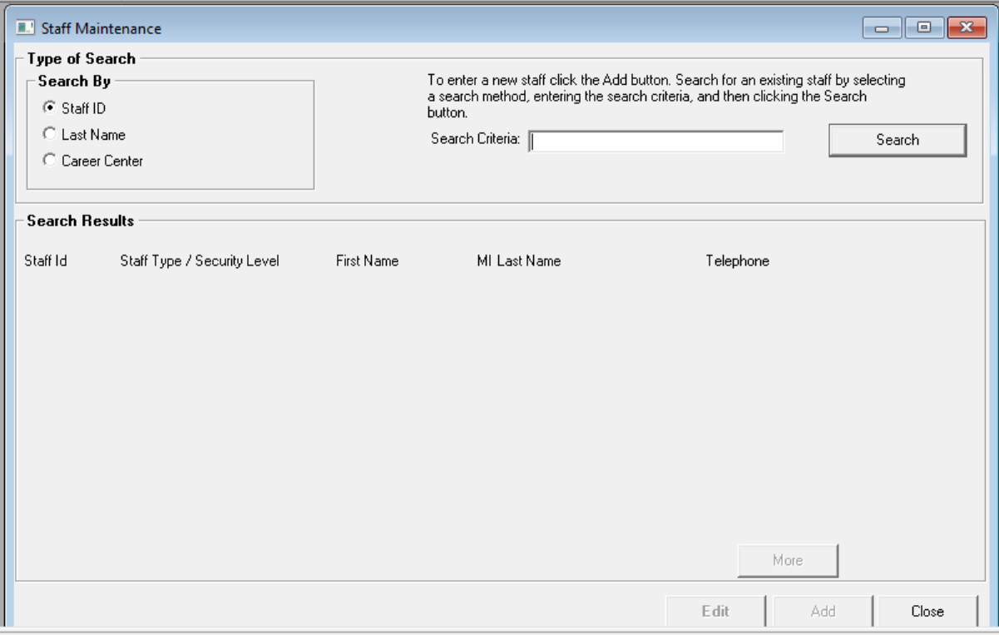 Staff Maintenance
Type of Search
Search By
Staff ID
Last Name
Career Center
To enter a new staff click the Add button. Search for an existing staff by selecting
a search method, entering the search criteria, and then clicking the Search
button.
Search Criteria:
Search
Search Results
Staff Id Staff Type / Security Level First Name MI Last Name Telephone
More
Edit Add Close